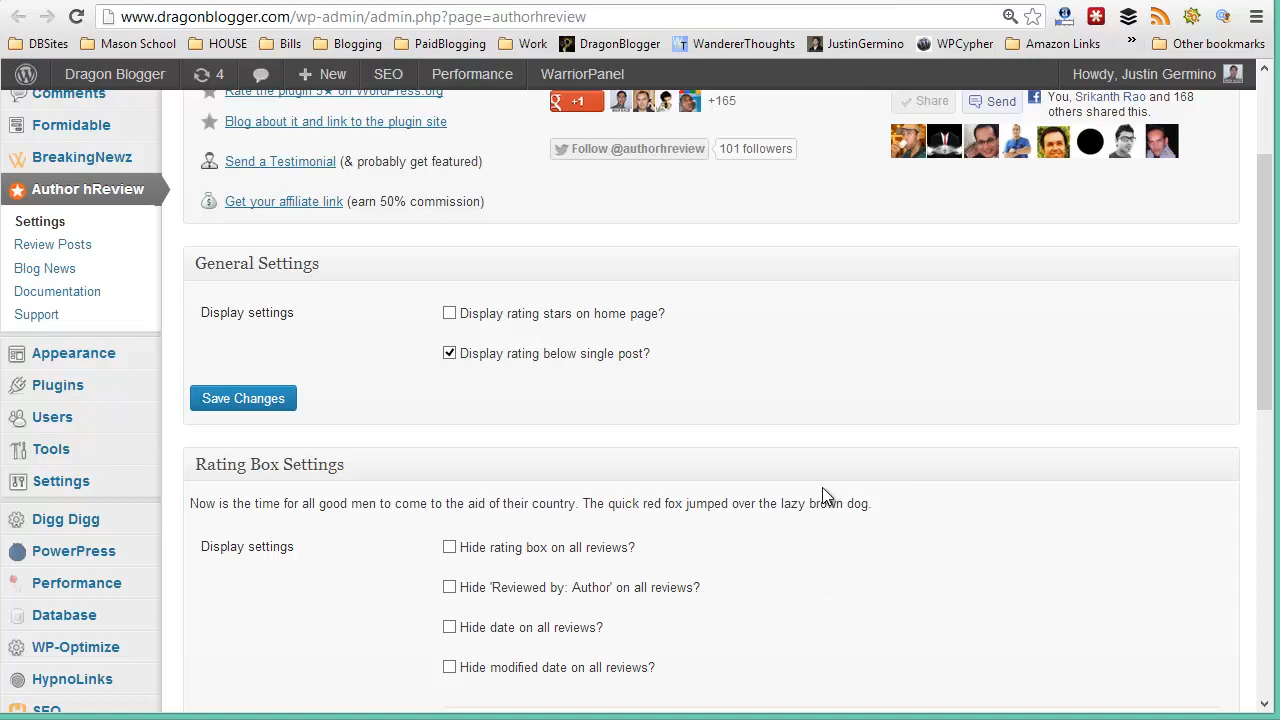 www.dragonblogger.com/wp-admin/admin.php?page=authorhreview
DBSites Mason School HOUSE Bills Blogging PaidBlogging Work DragonBlogger WandererThoughts JustinGermino WPCypher Amazon Links » Other bookmarks
Dragon Blogger 4 + New SEO Performance WarriorPanel Howdy, Justin Germino
Comments
Formidable
BreakingNewz
Author hReview
Settings
Review Posts
Blog News
Documentation
Support
Appearance
Plugins
Users
Tools
Settings
Digg Digg
PowerPress
Performance
Database
WP-Optimize
HypnoLinks
SEO
Rate the plugin 5★ on WordPress.org
Blog about it and link to the plugin site
Send a Testimonial (& probably get featured)
Get your affiliate link (earn 50% commission)
g +1 +165
Follow @authorhreview 101 followers
Share Send You, Srikanth Rao and 168
others shared this.
General Settings
Display settings
Display rating stars on home page?
Display rating below single post?
Save Changes
Rating Box Settings
Now is the time for all good men to come to the aid of their country. The quick red fox jumped over the lazy brown dog.
Display settings
Hide rating box on all reviews?
Hide 'Reviewed by: Author' on all reviews?
Hide date on all reviews?
Hide modified date on all reviews?